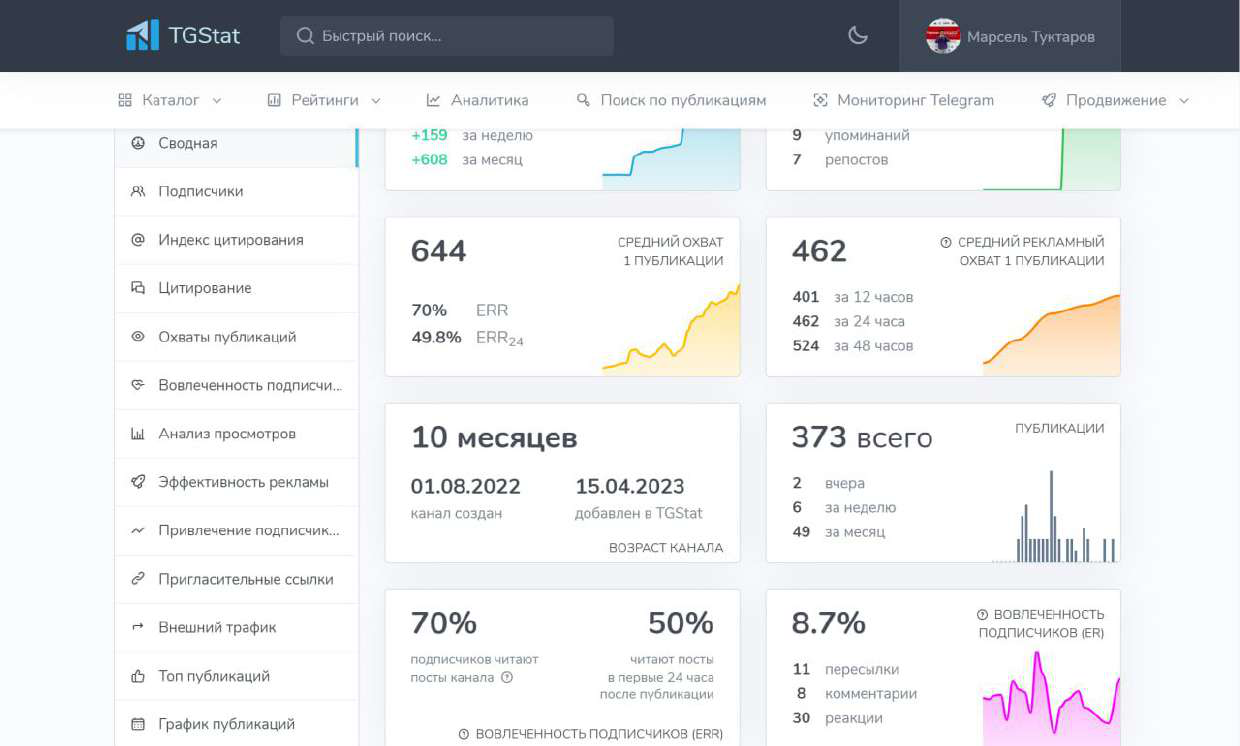 TGStat
Быстрый поиск...
Марсель Туктаров
Каталог
Рейтинги
Аналитика
Поиск по публикациям
Мониторинг Telegram
Продвижение
Сводная
Подписчики
Индекс цитирования
Цитирование
Охваты публикаций
Вовлеченность подписчи...
Анализ просмотров
Эффективность рекламы
Привлечение подписчик...
Пригласительные ссылки
Внешний трафик
Топ публикаций
График публикаций
+159 за неделю
+608 за месяц
9 упоминаний
7 репостов
644
СРЕДНИЙ ОХВАТ
1 ПУБЛИКАЦИИ
70% ERR
49.8% ERR24
462
СРЕДНИЙ РЕКЛАМНЫЙ
ОХВАТ 1 ПУБЛИКАЦИИ
401 за 12 часов
462 за 24 часа
524 за 48 часов
10 месяцев
01.08.2022 15.04.2023
канал создан добавлен в TGStat
ВОЗРАСТ КАНАЛА
373 всего
ПУБЛИКАЦИИ
2 вчера
6 за неделю
49 за месяц
70% 50%
подписчиков читают
посты канала
читают посты
в первые 24 часа
после публикации
ВОВЛЕЧЕННОСТЬ ПОДПИСЧИКОВ (ERR)
8.7%
ВОВЛЕЧЕННОСТЬ
ПОДПИСЧИКОВ (ER)
11 пересылки
8 комментарии
30 реакции